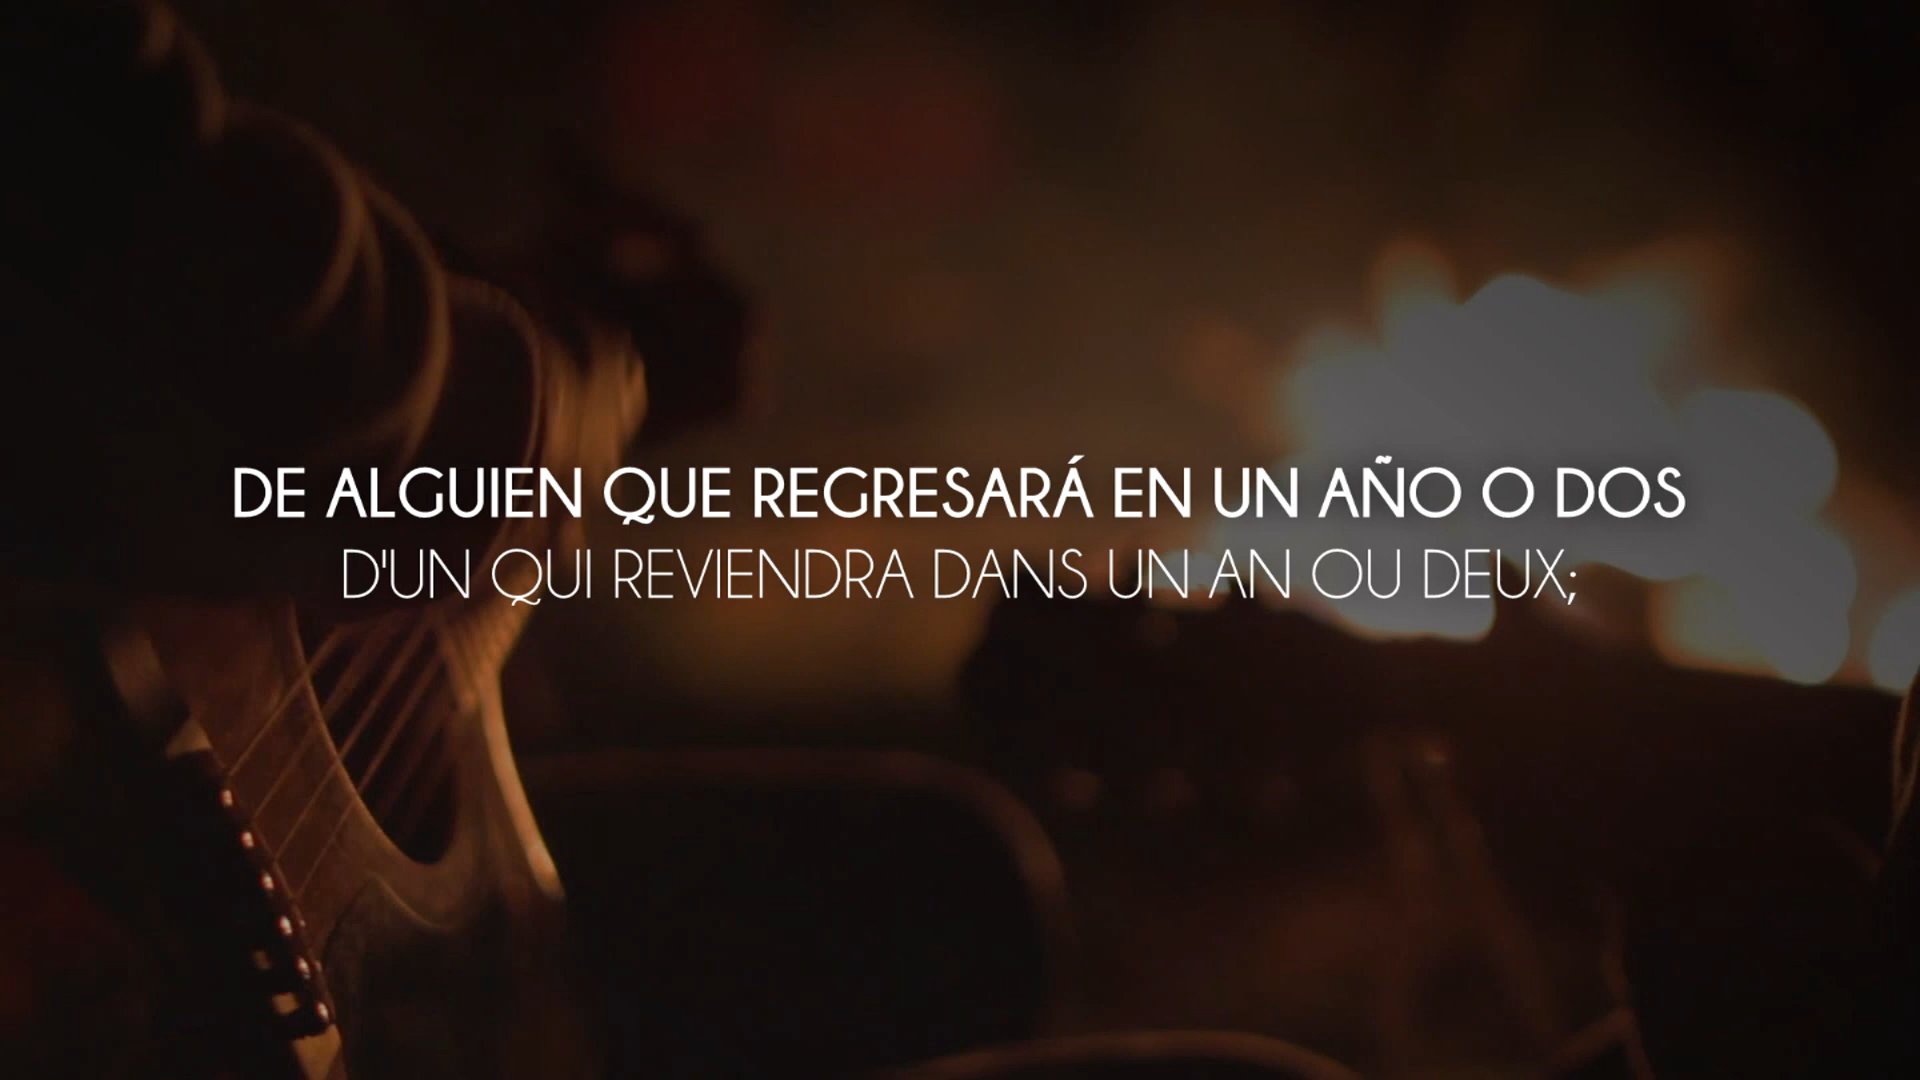 DE ALGUIEN QUE REGRESARÁ EN UN AÑO O DOS
D'UN QUI REVIENDRA DANS UN AN OU DEUX;